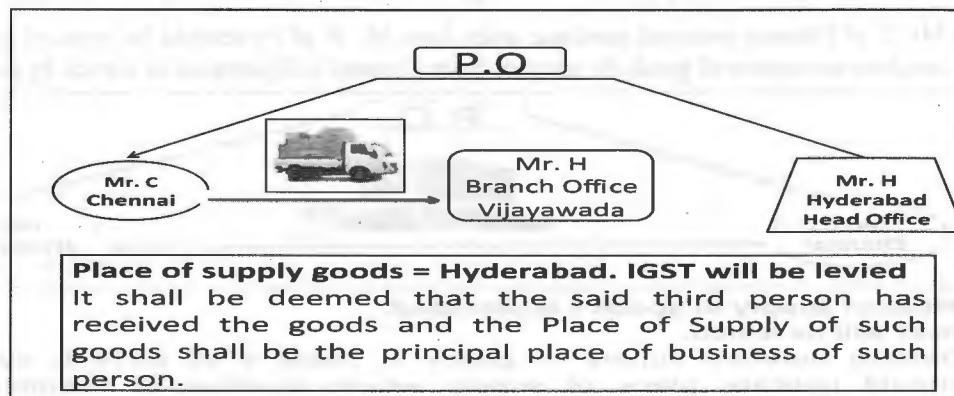 P.O
Mr. C
Chennai
Mr. H
Branch Office
Vijayawada
Mr. H
Hyderabad
Head Office
Place of supply goods = Hyderabad. IGST will be levied
It shall be deemed that the said third person has
received the goods and the Place of Supply of such
goods shall be the principal place of business of such
person.